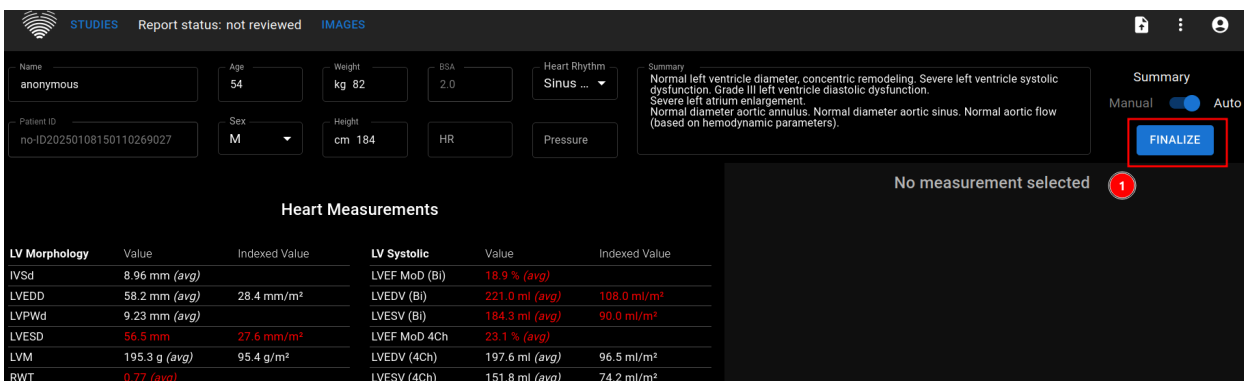 STUDIES Report status: not reviewed IMAGES
Name Age Weight BSA Heart Rhythm Summary
anonymous 54 kg 82 2.0 Sinus ...
Normal left ventricle diameter, concentric remodeling. Severe left ventricle systolic
dysfunction. Grade III left ventricle diastolic dysfunction.
Severe left atrium enlargement.
Normal diameter aortic annulus. Normal diameter aortic sinus. Normal aortic flow
(based on hemodynamic parameters).
Summary
Manual Auto
Patient ID Sex Height
no-ID20250108150110269027 M cm 184 HR Pressure
FINALIZE
No measurement selected 1
Heart Measurements
LV Morphology Value Indexed Value LV Systolic Value Indexed Value
IVSd 8.96 mm (avg) LVEF MoD (Bi) 18.9 % (avg)
LVEDD 58.2 mm (avg) 28.4 mm/m² LVEDV (Bi) 221.0 ml (avg) 108.0 ml/m²
LVPWd 9.23 mm (avg) LVESV (Bi) 184.3 ml (avg) 90.0 ml/m²
LVESD 56.5 mm 27.6 mm/m² LVEF MoD 4Ch 23.1 % (avg)
LVM 195.3 g (avg) 95.4 g/m² LVEDV (4Ch) 197.6 ml (avg) 96.5 ml/m²
RWT 0.77 (avg) LVESV (4Ch) 151.8 ml (avg) 74.2 ml/m²